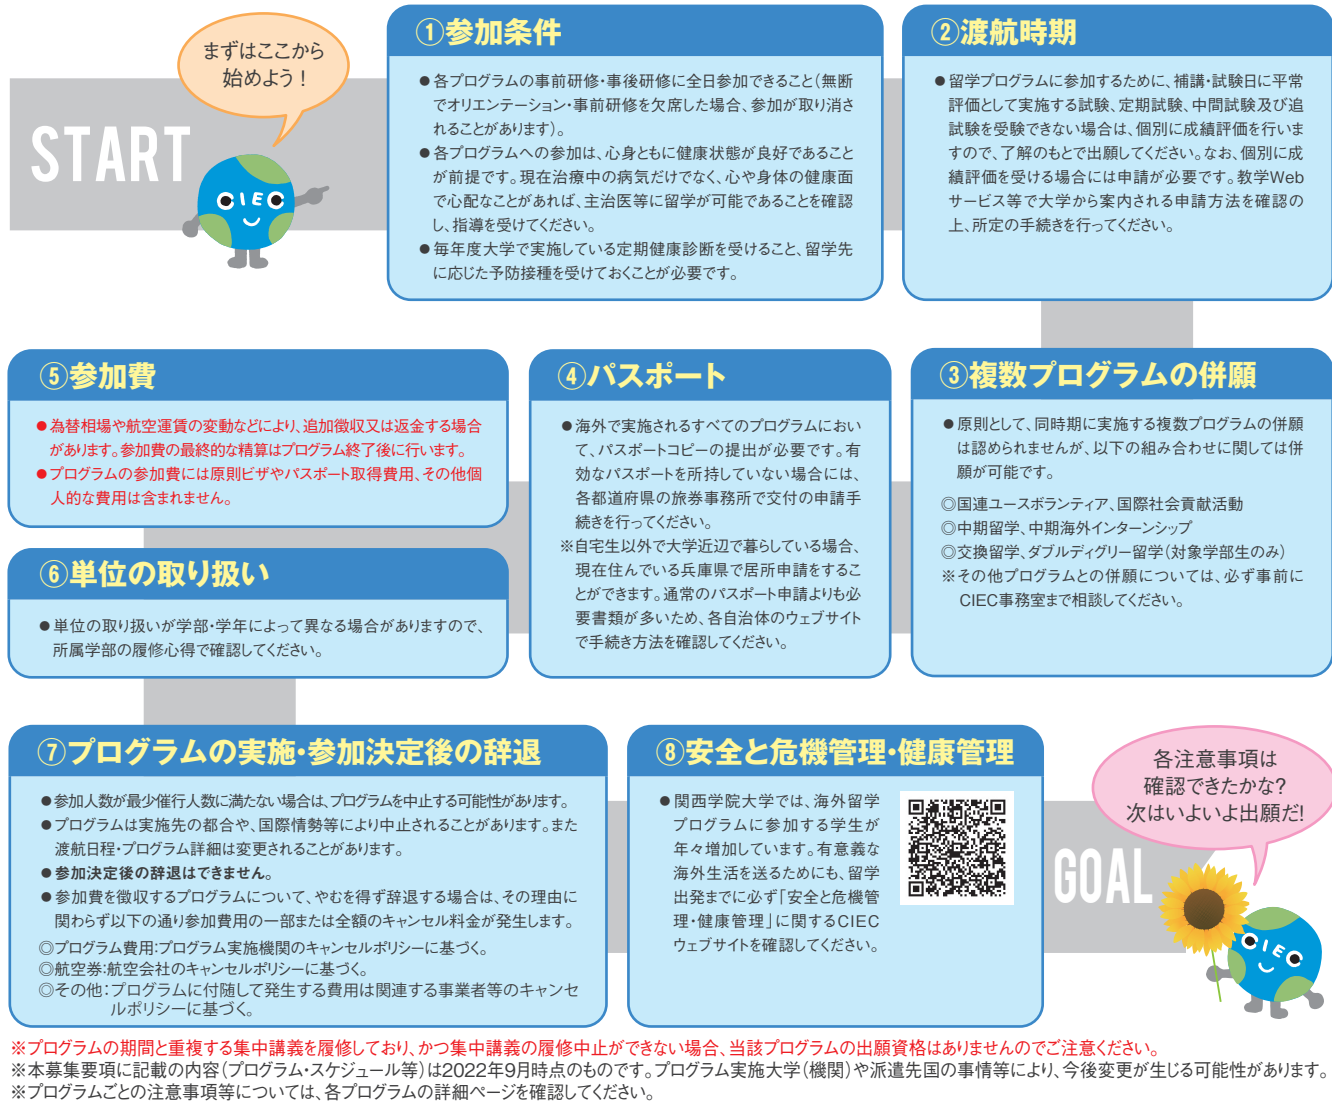 まずはここから
始めよう！
START
CIEC
①参加条件
●各プログラムの事前研修・事後研修に全日参加できること（無断
でオリエンテーション・事前研修を欠席した場合、参加が取り消さ
れることがあります）。
●各プログラムへの参加は、心身ともに健康状態が良好であること
が前提です。現在治療中の病気だけでなく、心や身体の健康面
で心配なことがあれば、主治医等に留学が可能であることを確認
し、指導を受けてください。
●毎年度大学で実施している定期健康診断を受けること、留学先
に応じた予防接種を受けておくことが必要です。
②渡航時期
●留学プログラムに参加するために、補講・試験日に平常
評価として実施する試験、定期試験、中間試験及び追
試験を受験できない場合は、個別に成績評価を行いま
すので、了解のもとで出願してください。なお、個別に成
績評価を受ける場合には申請が必要です。教学Web
サービス等で大学から案内される申請方法を確認の
上、所定の手続きを行ってください。
③複数プログラムの併願
●原則として、同時期に実施する複数プログラムの併願
は認められませんが、以下の組み合わせに関しては併
願が可能です。
◎国連ユースボランティア、国際社会貢献活動
◎中期留学、中期海外インターンシップ
◎交換留学、ダブルディグリー留学（対象学部生のみ）
※その他プログラムとの併願については、必ず事前に
CIEC事務室まで相談してください。
④パスポート
●海外で実施されるすべてのプログラムにおい
て、パスポートコピーの提出が必要です。有
効なパスポートを所持していない場合には、
各都道府県の旅券事務所で交付の申請手
続きを行ってください。
※自宅生以外で大学近辺で暮らしている場合、
現在住んでいる兵庫県で居所申請をするこ
とができます。通常のパスポート申請よりも必
要書類が多いため、各自治体のウェブサイト
で手続き方法を確認してください。
⑤参加費
●為替相場や航空運賃の変動などにより、追加徴収又は返金する場合
があります。参加費の最終的な精算はプログラム終了後に行います。
●プログラムの参加費には原則ビザやパスポート取得費用、その他個
人的な費用は含まれません。
⑥単位の取り扱い
●単位の取り扱いが学部・学年によって異なる場合がありますので、
所属学部の履修心得で確認してください。
⑦プログラムの実施・参加決定後の辞退
●参加人数が最少催行人数に満たない場合は、プログラムを中止する可能性があります。
●プログラムは実施先の都合や、国際情勢等により中止されることがあります。また
渡航日程・プログラム詳細は変更されることがあります。
●参加決定後の辞退はできません。
●参加費を徴収するプログラムについて、やむを得ず辞退する場合は、その理由に
関わらず以下の通り参加費用の一部または全額のキャンセル料金が発生します。
◎プログラム費用：プログラム実施機関のキャンセルポリシーに基づく。
◎航空券：航空会社のキャンセルポリシーに基づく。
◎その他：プログラムに付随して発生する費用は関連する事業者等のキャンセ
ルポリシーに基づく。
⑧安全と危機管理・健康管理
●関西学院大学では、海外留学
プログラムに参加する学生が
年々増加しています。有意義な
海外生活を送るためにも、留学
出発までに必ず「安全と危機管
理・健康管理」に関するCIEC
ウェブサイトを確認してください。
各注意事項は
確認できたかな?
次はいよいよ出願だ!
GOAL
CIEC
※プログラムの期間と重複する集中講義を履修しており、かつ集中講義の履修中止ができない場合、当該プログラムの出願資格はありませんのでご注意ください。
※本募集要項に記載の内容（プログラム・スケジュール等）は2022年9月時点のものです。プログラム実施大学（機関）や派遣先国の事情等により、今後変更が生じる可能性があります。
※プログラムごとの注意事項等については、各プログラムの詳細ページを確認してください。